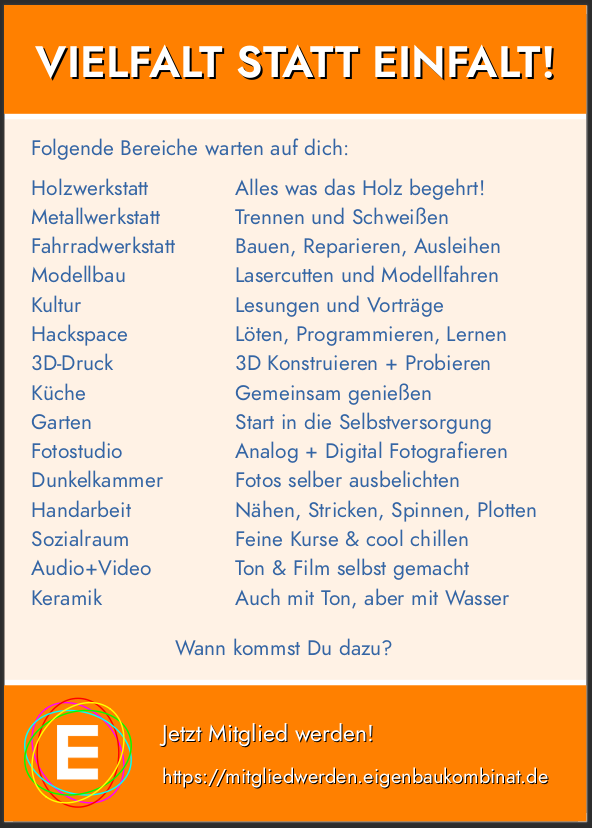 VIELFALT STATT EINFALT!
Folgende Bereiche warten auf dich:
Holzwerkstatt Alles was das Holz begehrt!
Metallwerkstatt Trennen und Schweißen
Fahrradwerkstatt Bauen, Reparieren, Ausleihen
Modellbau Lasercutten und Modellfahren
Kultur Lesungen und Vorträge
Hackspace Löten, Programmieren, Lernen
3D-Druck 3D Konstruieren + Probieren
Küche Gemeinsam genießen
Garten Start in die Selbstversorgung
Fotostudio Analog + Digital Fotografieren
Dunkelkammer Fotos selber ausbelichten
Handarbeit Nähen, Stricken, Spinnen, Plotten
Sozialraum Feine Kurse & cool chillen
Audio+Video Ton & Film selbst gemacht
Keramik Auch mit Ton, aber mit Wasser
Wann kommst Du dazu?
E
Jetzt Mitglied werden!
https://mitgliedwerden.eigenbaukombinat.de